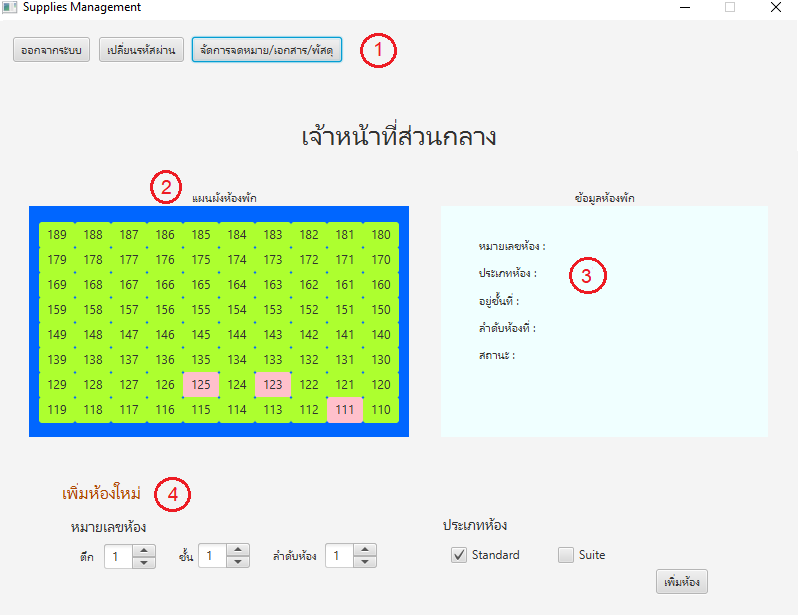 Supplies Management
ออกจากระบบ เปลี่ยนรหัสผ่าน จัดการจดหมาย/เอกสาร/พัสดุ 1
เจ้าหน้าที่ส่วนกลาง
2 แผนผังห้องพัก
189 188 187 186 185 184 183 182 181 180
179 178 177 176 175 174 173 172 171 170
169 168 167 166 165 164 163 162 161 160
159 158 157 156 155 154 153 152 151 150
149 148 147 146 145 144 143 142 141 140
139 138 137 136 135 134 133 132 131 130
129 128 127 126 125 124 123 122 121 120
119 118 117 116 115 114 113 112 111 110
ข้อมูลห้องพัก
หมายเลขห้อง :
ประเภทห้อง : 3
อยู่ชั้นที่ :
ลำดับห้องที่ :
สถานะ :
เพิ่มห้องใหม่ 4
หมายเลขห้อง
ตึก 1 ชั้น 1 ลำดับห้อง 1
ประเภทห้อง
Standard Suite
เพิ่มห้อง